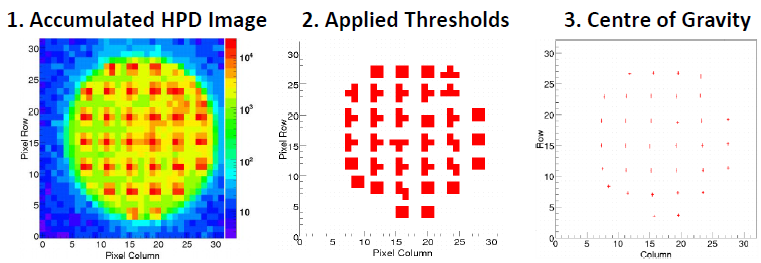 1. Accumulated HPD Image
2. Applied Thresholds
3. Centre of Gravity
Pixel Row
35
30
25
20
15
10
5
0
0 5 10 15 20 25 30
Pixel Column
10⁴
10³
10²
10
Pixel Row
30
25
20
15
10
5
0
0 5 10 15 20 25 30
Pixel Column
Row
30
25
20
15
10
5
0
0 5 10 15 20 25 30
Column